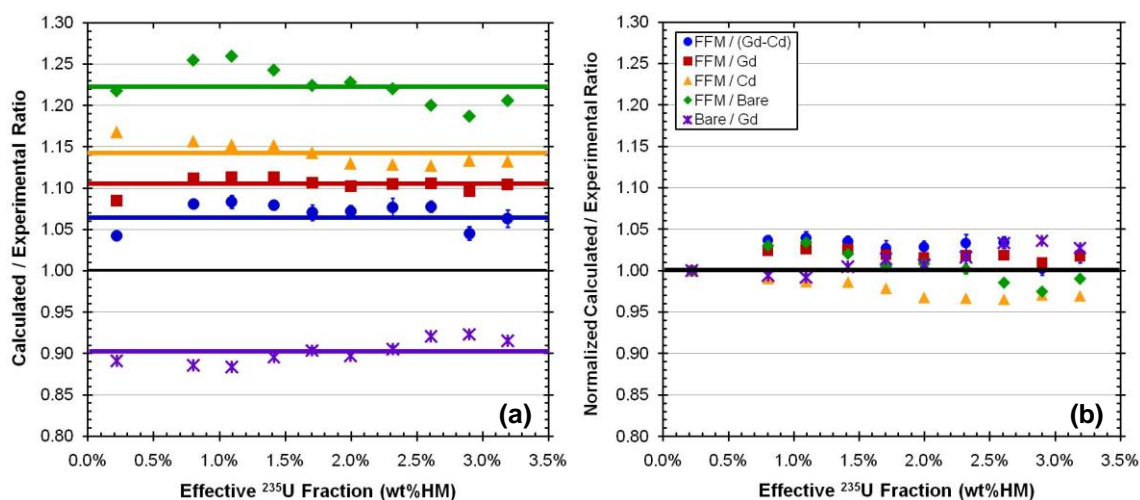 Calculated / Experimental Ratio
1.30
1.25
1.20
1.15
1.10
1.05
1.00
0.95
0.90
0.85
0.80
0.0% 0.5% 1.0% 1.5% 2.0% 2.5% 3.0% 3.5%
Effective ²³⁵U Fraction (wt%HM)
(a)
Normalized Calculated / Experimental Ratio
1.30
1.25
1.20
1.15
1.10
1.05
1.00
0.95
0.90
0.85
0.80
FFM / (Gd-Cd)
FFM / Gd
FFM / Cd
FFM / Bare
Bare / Gd
0.0% 0.5% 1.0% 1.5% 2.0% 2.5% 3.0% 3.5%
Effective ²³⁵U Fraction (wt%HM)
(b)